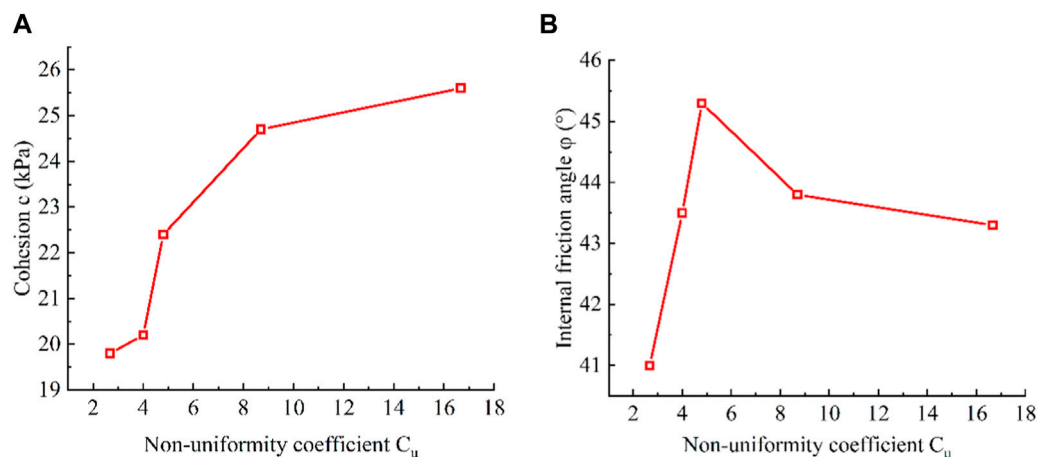 A
Cohesion c (kPa)
26
25
24
23
22
21
20
19
2 4 6 8 10 12 14 16 18
Non-uniformity coefficient Cu
B
Internal friction angle φ (°)
46
45
44
43
42
41
2 4 6 8 10 12 14 16 18
Non-uniformity coefficient Cu